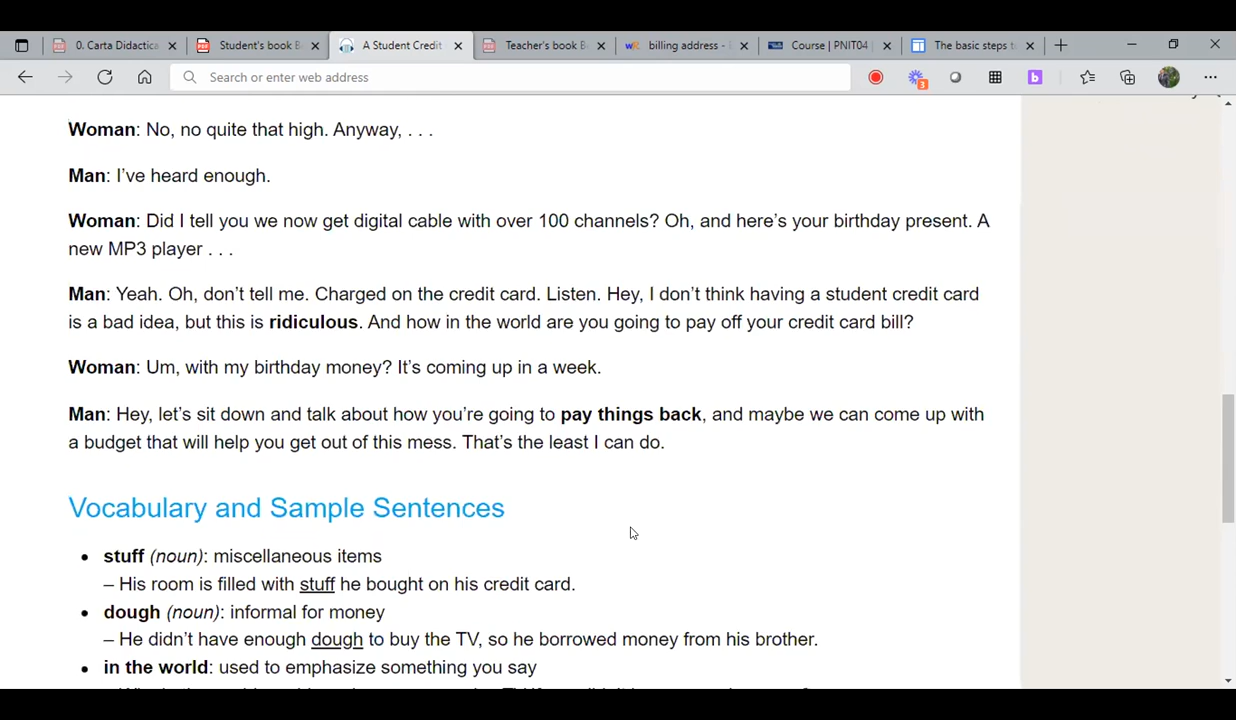 0. Carta Didactica
Student's book B
A Student Credit
Teacher's book B
billing address -
Course | PNIT04
The basic steps t
Search or enter web address
3
Woman: No, no quite that high. Anyway, . . .
Man: I've heard enough.
Woman: Did I tell you we now get digital cable with over 100 channels? Oh, and here's your birthday present. A
new MP3 player . . .
Man: Yeah. Oh, don't tell me. Charged on the credit card. Listen. Hey, I don't think having a student credit card
is a bad idea, but this is ridiculous. And how in the world are you going to pay off your credit card bill?
Woman: Um, with my birthday money? It's coming up in a week.
Man: Hey, let's sit down and talk about how you're going to pay things back, and maybe we can come up with
a budget that will help you get out of this mess. That's the least I can do.
Vocabulary and Sample Sentences
• stuff (noun): miscellaneous items
– His room is filled with stuff he bought on his credit card.
• dough (noun): informal for money
– He didn't have enough dough to buy the TV, so he borrowed money from his brother.
• in the world: used to emphasize something you say